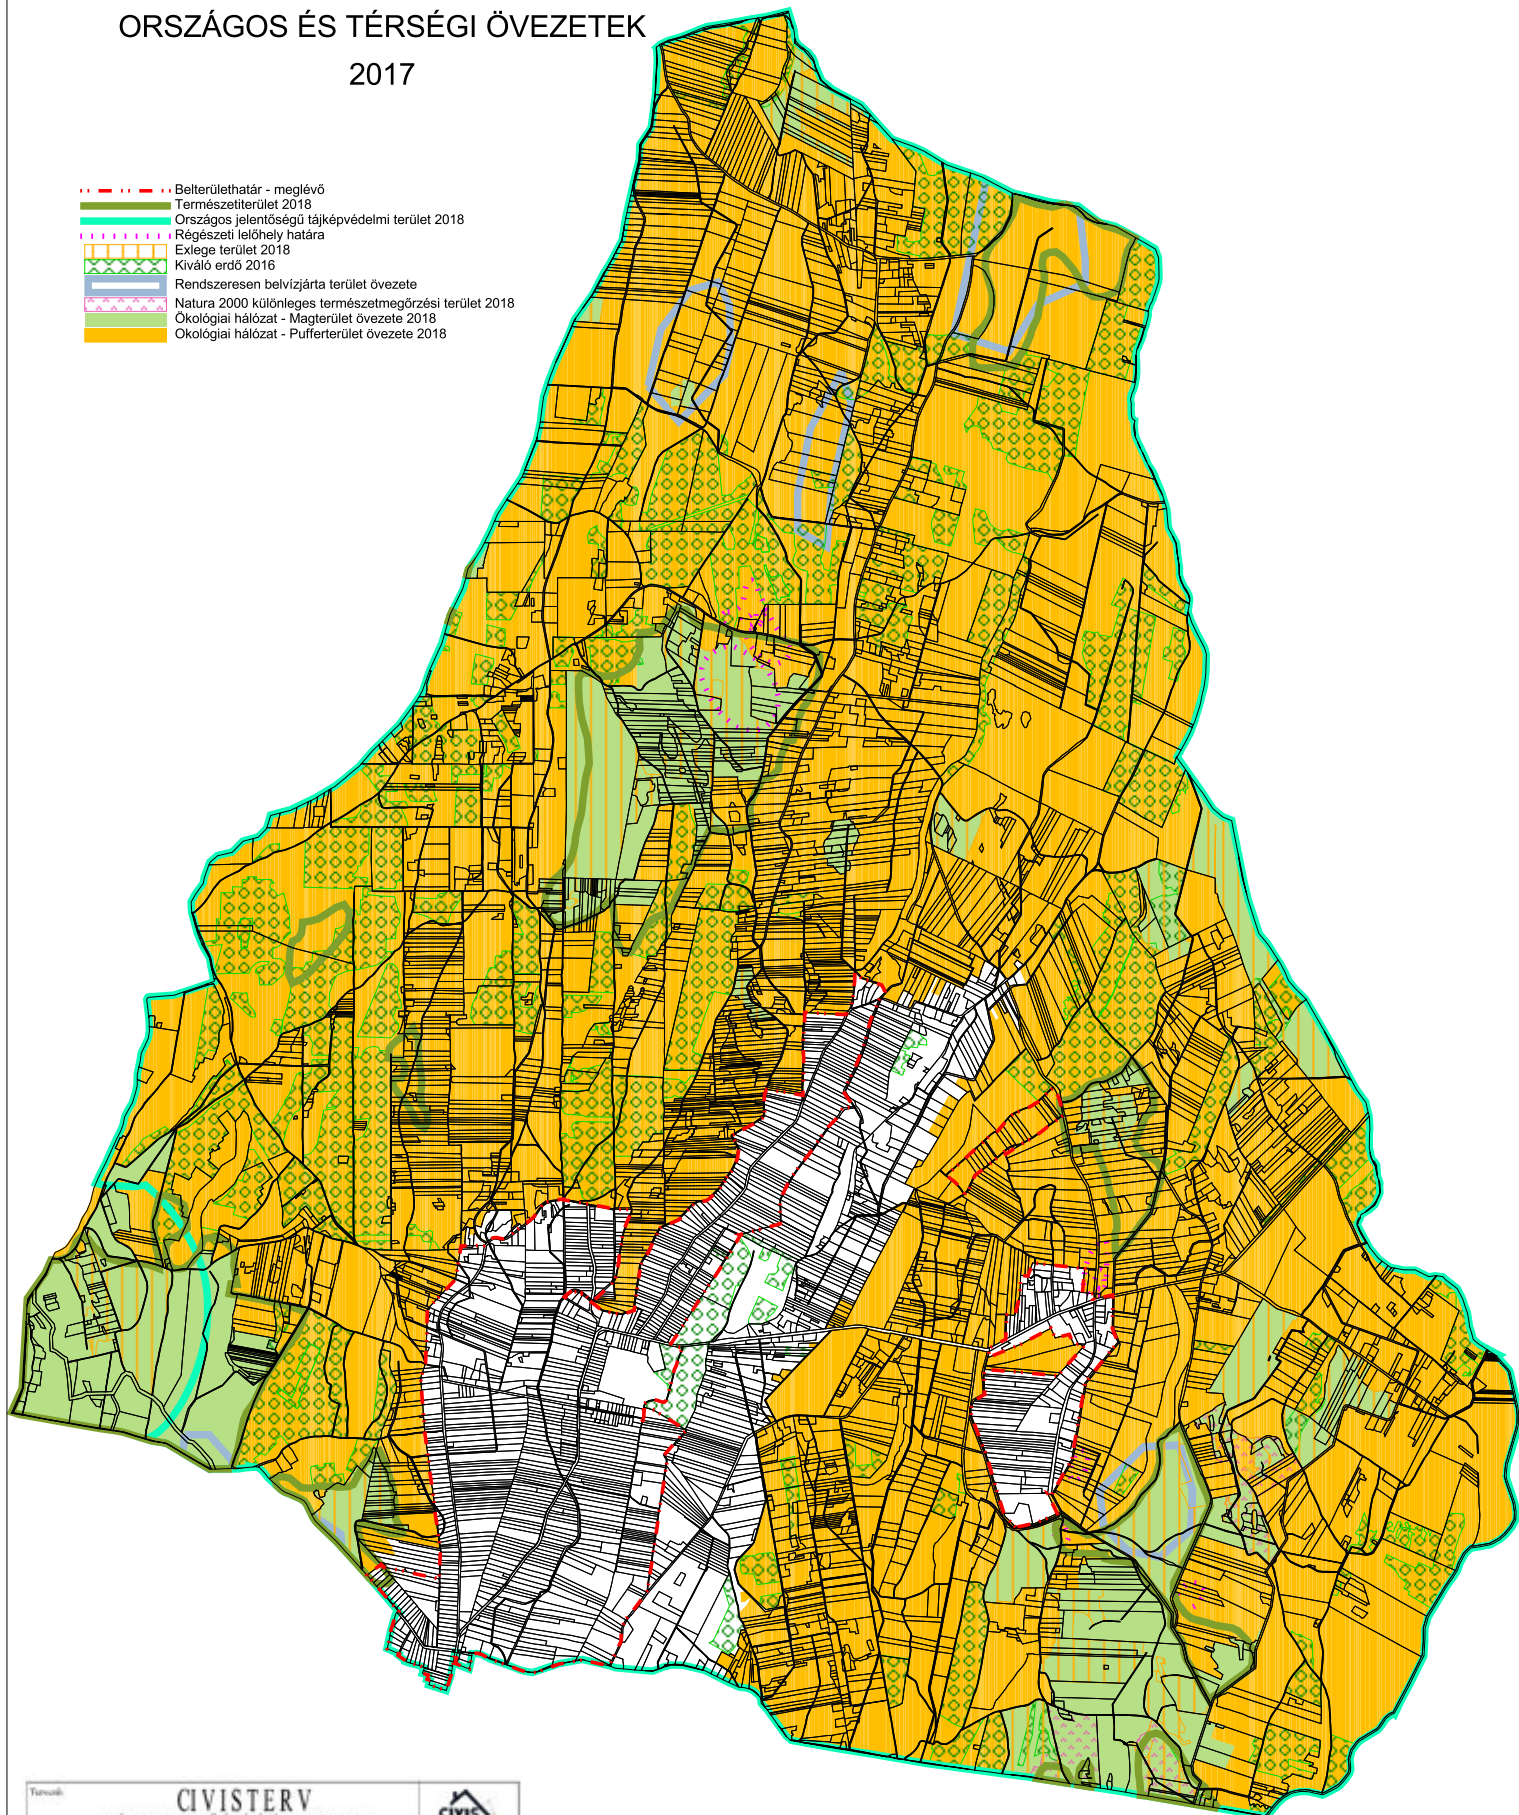 ORSZÁGOS ÉS TÉRSÉGI ÖVEZETEK
2017
Belterülethatár - meglévő
Természetiterület 2018
Országos jelentőségű tájképvédelmi terület 2018
Régészeti lelőhely határa
Exlege terület 2018
Kiváló erdő 2016
Rendszeresen belvízjárta terület övezete
Natura 2000 különleges természetmegőrzési terület 2018
Ökológiai hálózat - Magterület övezete 2018
Okológiai hálózat - Pufferterület övezete 2018
CIVISTERV
CIVIS